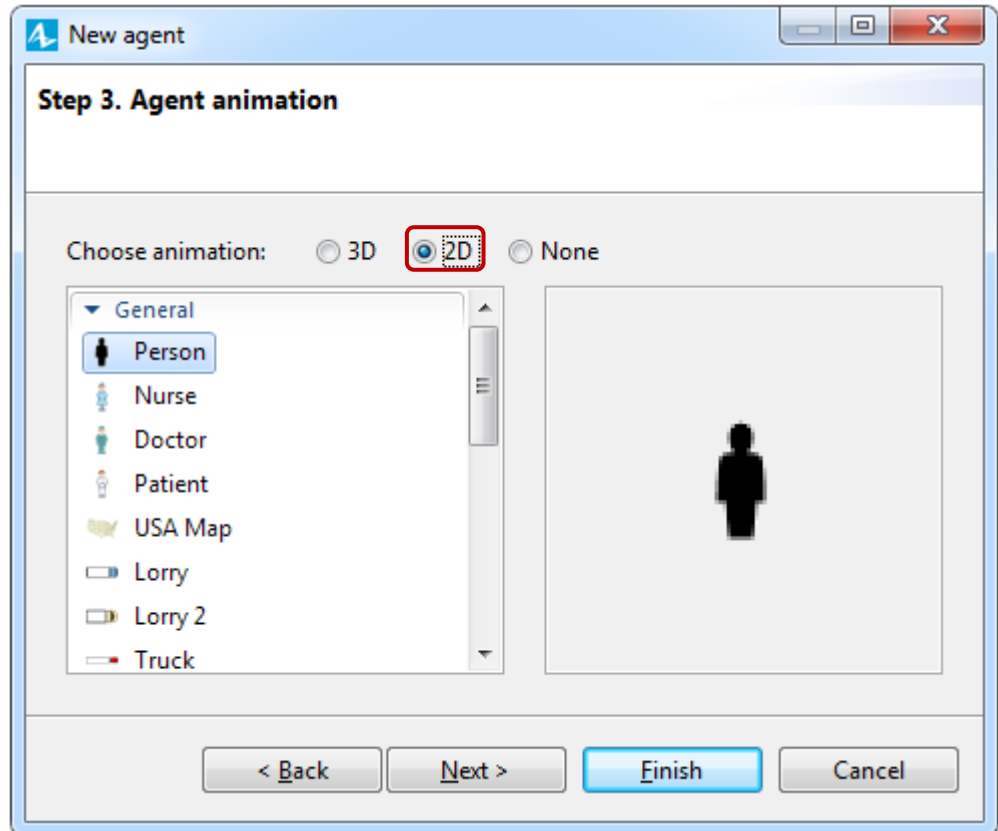 New agent
Step 3. Agent animation
Choose animation: 3D 2D None
General
Person
Nurse
Doctor
Patient
USA Map
Lorry
Lorry 2
Truck
< Back Next > Finish Cancel